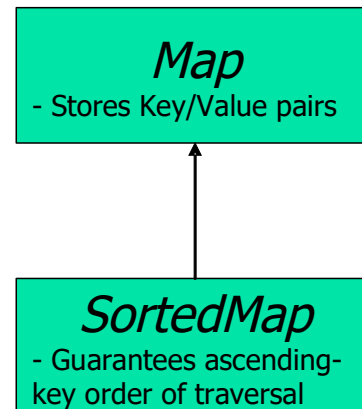 Map
- Stores Key/Value pairs
SortedMap
- Guarantees ascending-
key order of traversal